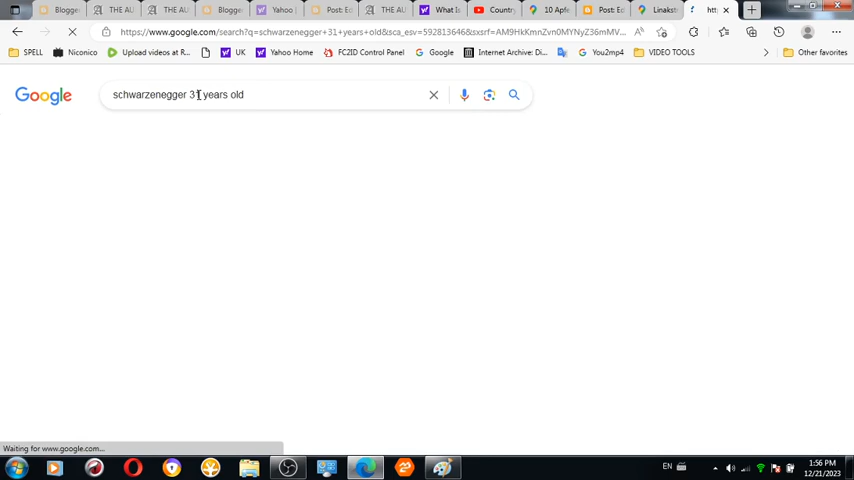 Blogger
THE AU
THE AU
Blogge
Yahoo |
Post: Ed
THE AU
What Is
Country
10 Apfe
Post: Ed
Linakst
htt
https://www.google.com/search?q=schwarzenegger+31+years+old&sca_esv=592813646&sxsrf=AM9HkKmnZvn0MYNyZ36mMV...
SPELL
Niconico
Upload videos at R...
UK
Yahoo Home
FC2ID Control Panel
Google
Internet Archive: Di...
You2mp4
VIDEO TOOLS
Other favorites
Google
schwarzenegger 31 years old
Waiting for www.google.com...
EN
1:56 PM
12/21/2023